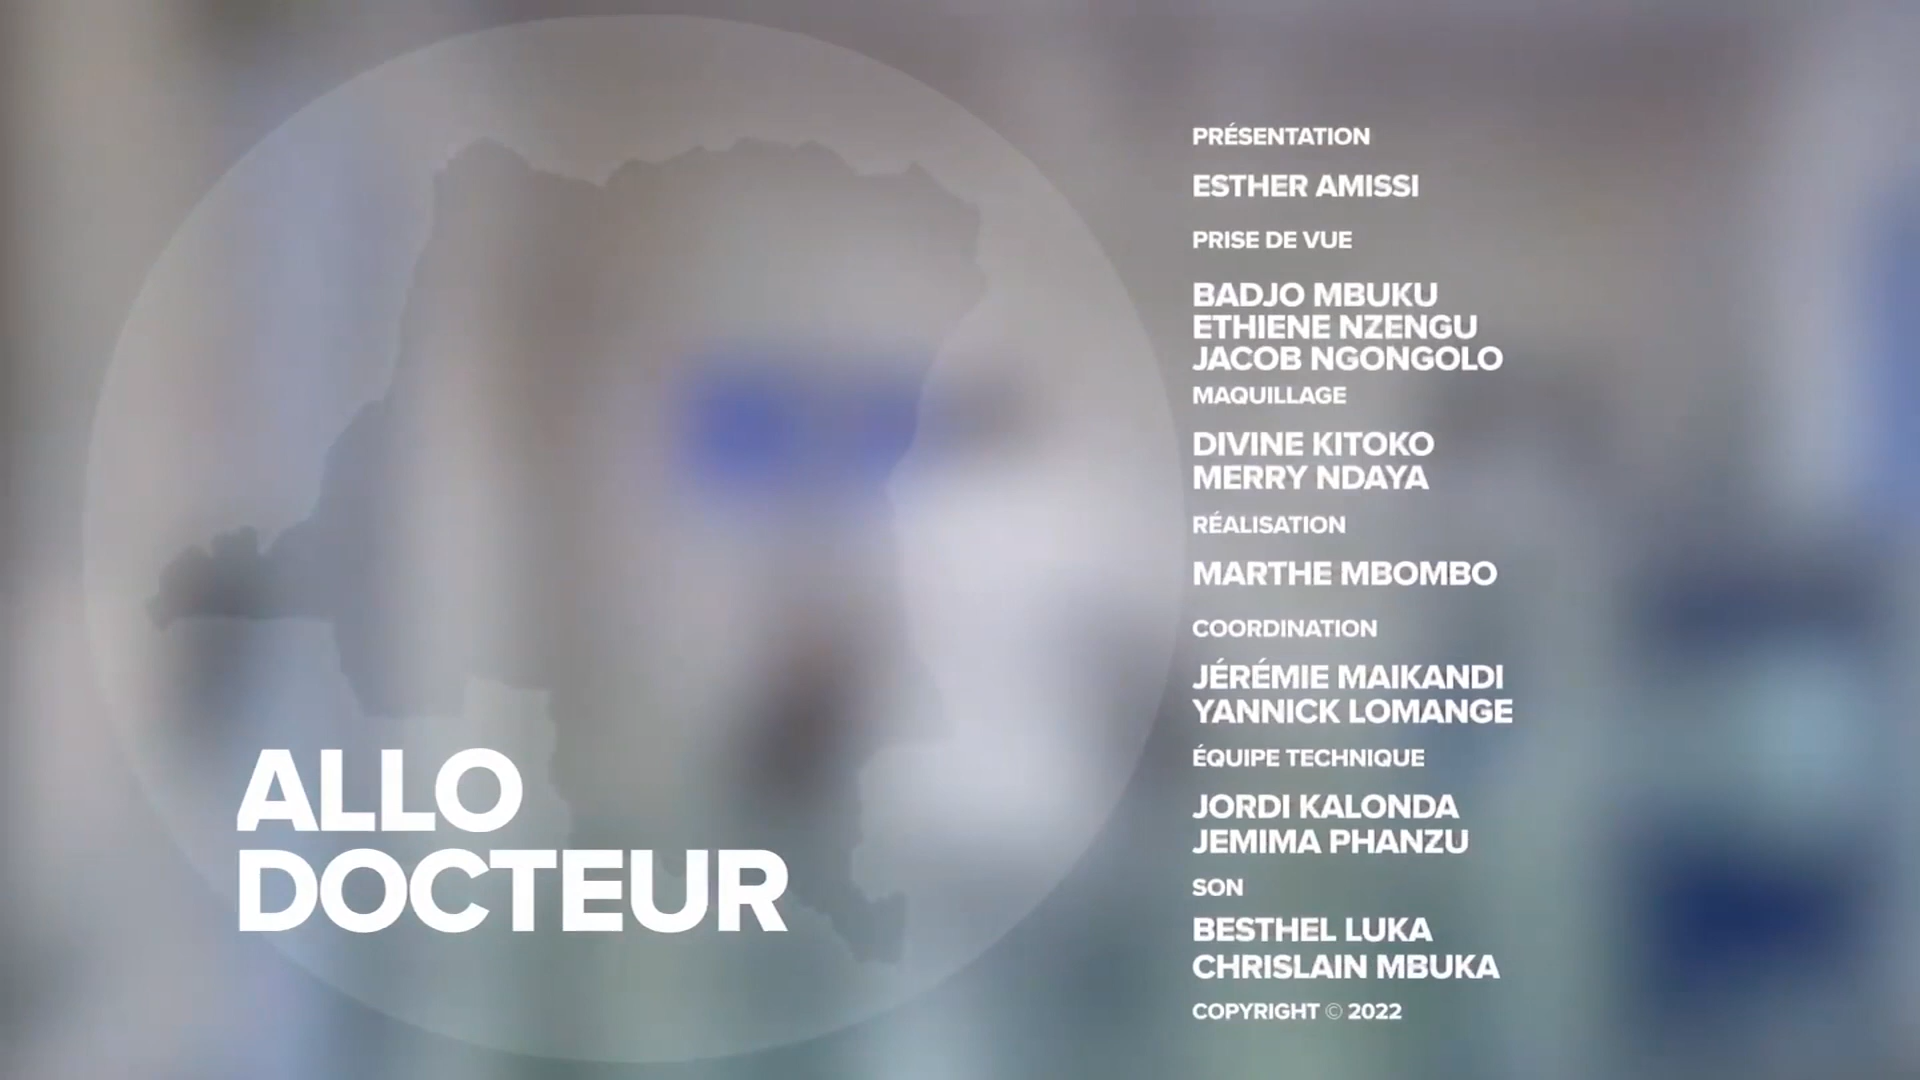 ALLO
DOCTEUR
PRÉSENTATION
ESTHER AMISSI
PRISE DE VUE
BADJO MBUKU
ETHIENE NZENGU
JACOB NGONGOLO
MAQUILLAGE
DIVINE KITOKO
MERRY NDAYA
RÉALISATION
MARTHE MBOMBO
COORDINATION
JÉRÉMIE MAIKANDI
YANNICK LOMANGE
ÉQUIPE TECHNIQUE
JORDI KALONDA
JEMIMA PHANZU
SON
BESTHEL LUKA
CHRISLAIN MBUKA
COPYRIGHT © 2022